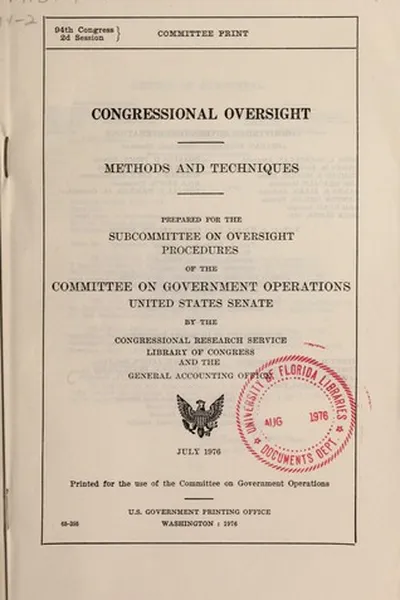 94th Congress
2d Session
COMMITTEE PRINT
CONGRESSIONAL OVERSIGHT
METHODS AND TECHNIQUES
PREPARED FOR THE
SUBCOMMITTEE ON OVERSIGHT
PROCEDURES
OF THE
COMMITTEE ON GOVERNMENT OPERATIONS
UNITED STATES SENATE
BY THE
CONGRESSIONAL RESEARCH SERVICE
LIBRARY OF CONGRESS
AND THE
GENERAL ACCOUNTING OFFICE
UNIVERSITY OF FLORIDA LIBRARIES
AUG 1976
DOCUMENTS DEPT.
JULY 1976
Printed for the use of the Committee on Government Operations
U.S. GOVERNMENT PRINTING OFFICE
WASHINGTON : 1976